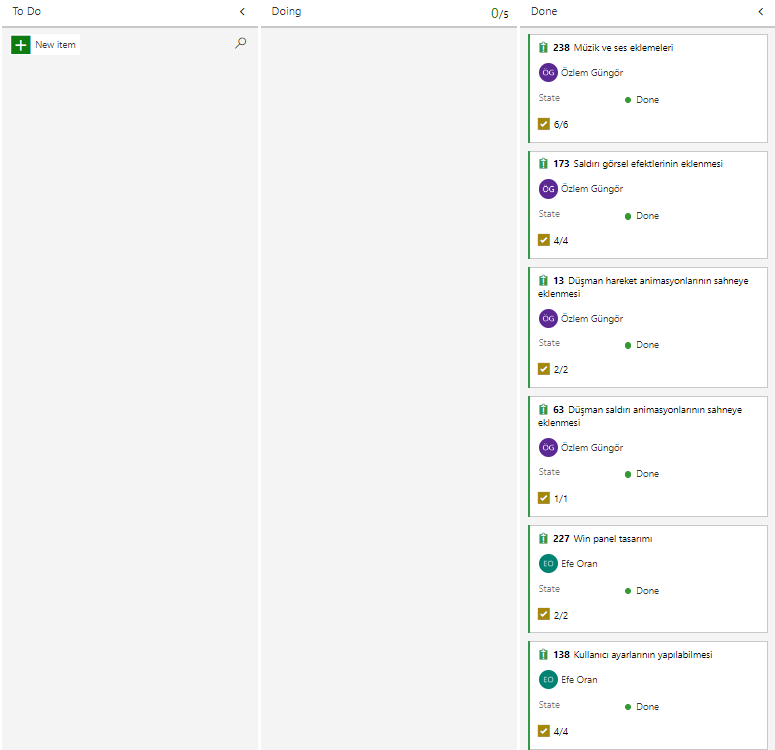 To Do
New item
Doing
0/5
Done
238 Müzik ve ses eklemeleri
ÖG Özlem Güngör
State Done
6/6
173 Saldırı görsel efektlerinin eklenmesi
ÖG Özlem Güngör
State Done
4/4
13 Düşman hareket animasyonlarının sahneye
eklenmesi
ÖG Özlem Güngör
State Done
2/2
63 Düşman saldırı animasyonlarının sahneye
eklenmesi
ÖG Özlem Güngör
State Done
1/1
227 Win panel tasarımı
EO Efe Oran
State Done
2/2
138 Kullanıcı ayarlarının yapılabilmesi
EO Efe Oran
State Done
4/4